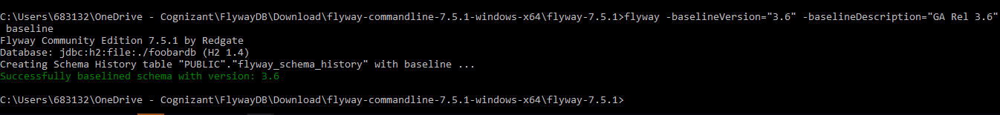 C:\Users\683132\OneDrive - Cognizant\FlywayDB\Download\flyway-commandline-7.5.1-windows-x64\flyway-7.5.1>flyway -baselineVersion="3.6" -baselineDescription="GA Rel 3.6"
baseline
Flyway Community Edition 7.5.1 by Redgate
Database: jdbc:h2:file:./foobardb (H2 1.4)
Creating Schema History table "PUBLIC"."flyway_schema_history" with baseline ...
Successfully baselined schema with version: 3.6
C:\Users\683132\OneDrive - Cognizant\FlywayDB\Download\flyway-commandline-7.5.1-windows-x64\flyway-7.5.1>